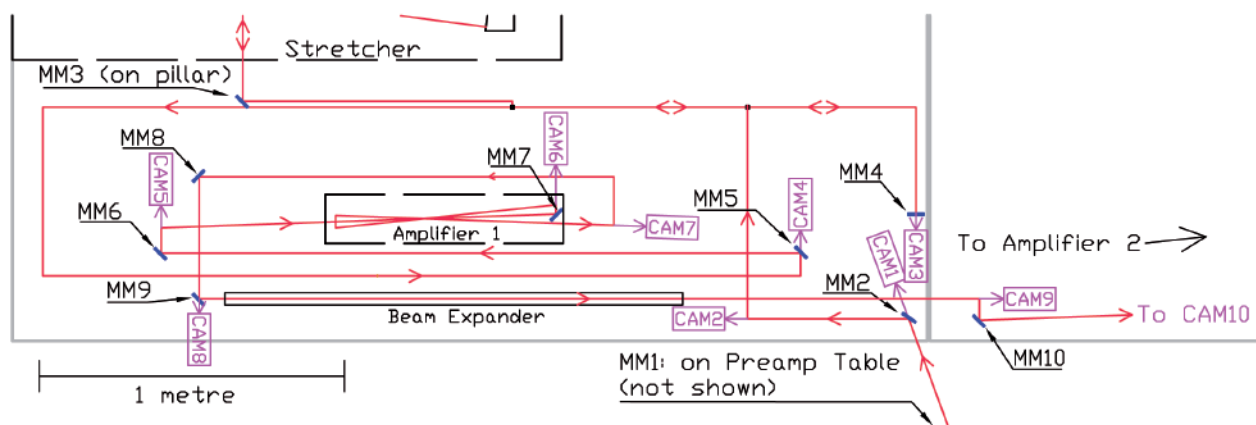 Stretcher
MM3 (on pillar)
MM8
CAM6
MM7
CAM5
CAM4
MM4
MM5
MM6
Amplifier 1
CAM7
CAM3
CAM1
To Amplifier 2
MM9
MM2
CAM9
Beam Expander
CAM2
To CAM10
CAM8
MM10
MM1: on Preamp Table
(not shown)
1 metre